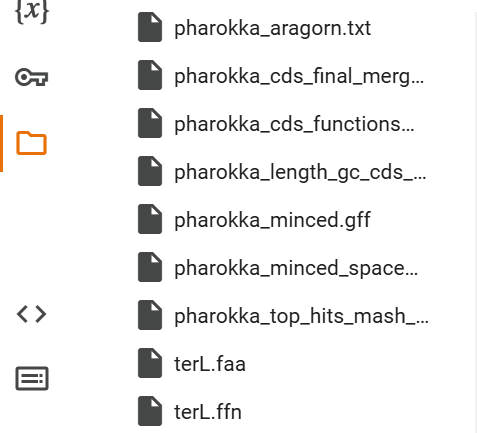 {x}
pharokka_aragorn.txt
pharokka_cds_final_merg...
pharokka_cds_functions...
pharokka_length_gc_cds_...
pharokka_minced.gff
pharokka_minced_space...
pharokka_top_hits_mash_...
terL.faa
terL.ffn